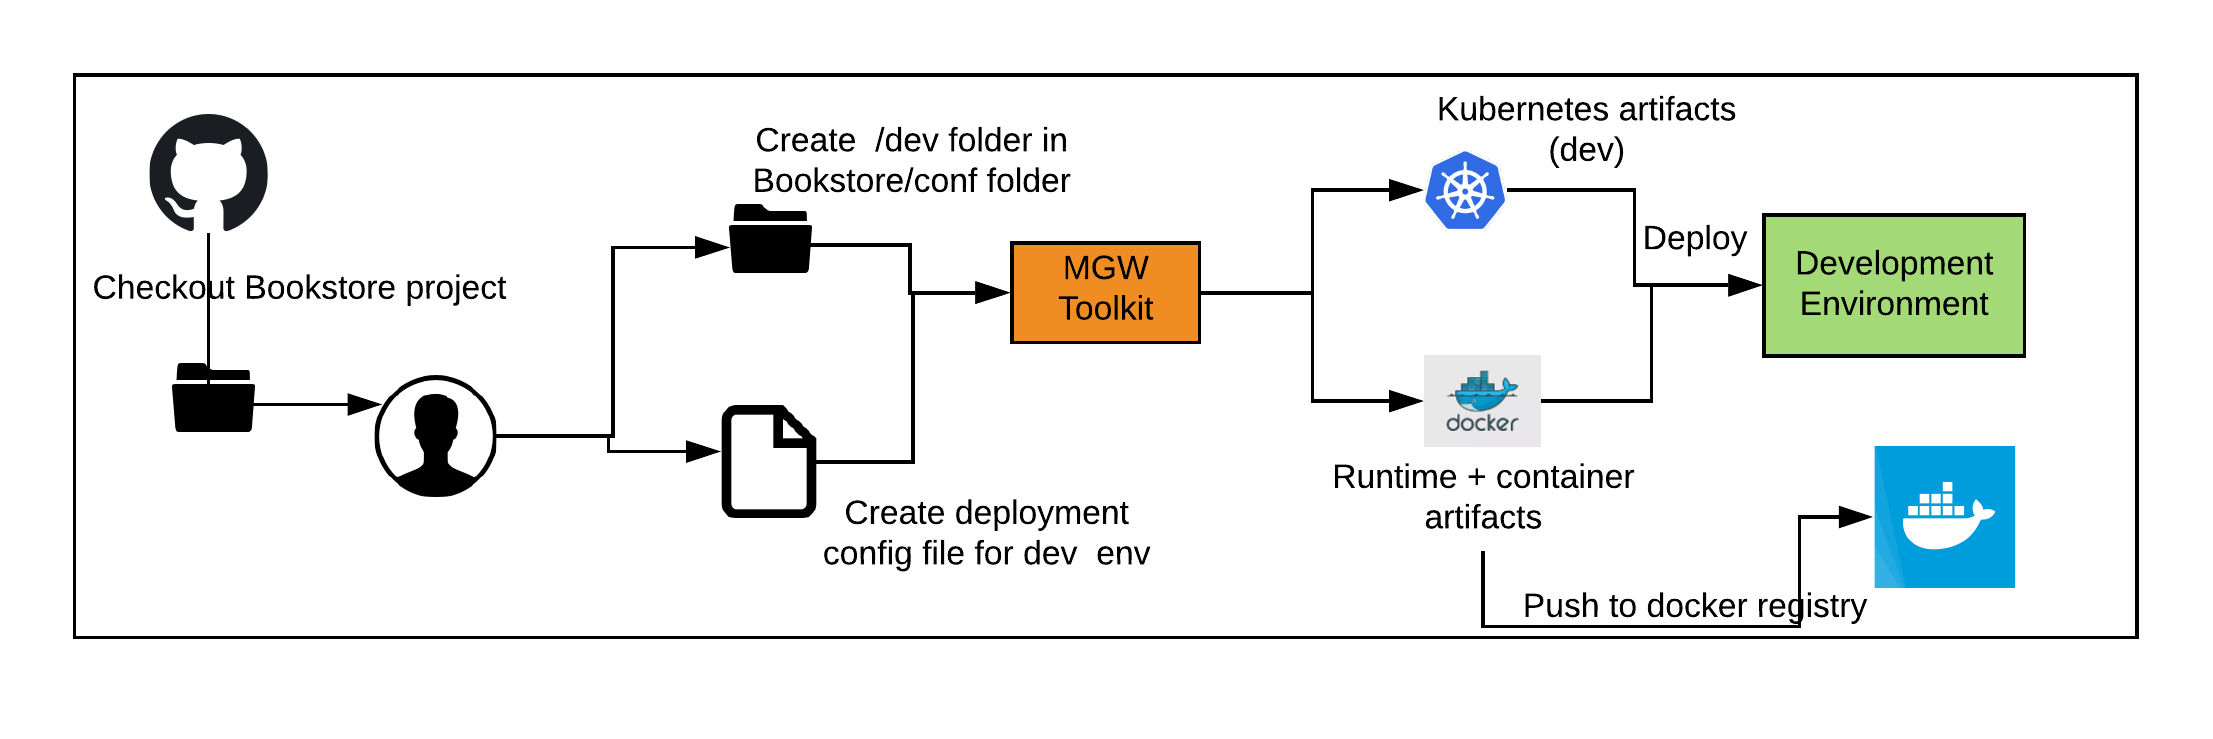 Checkout Bookstore project
Create  /dev folder in
Bookstore/conf folder
Create deployment
config file for dev  env
MGW
Toolkit
Kubernetes artifacts
(dev)
docker
Runtime + container
artifacts
Deploy
Development
Environment
Push to docker registry